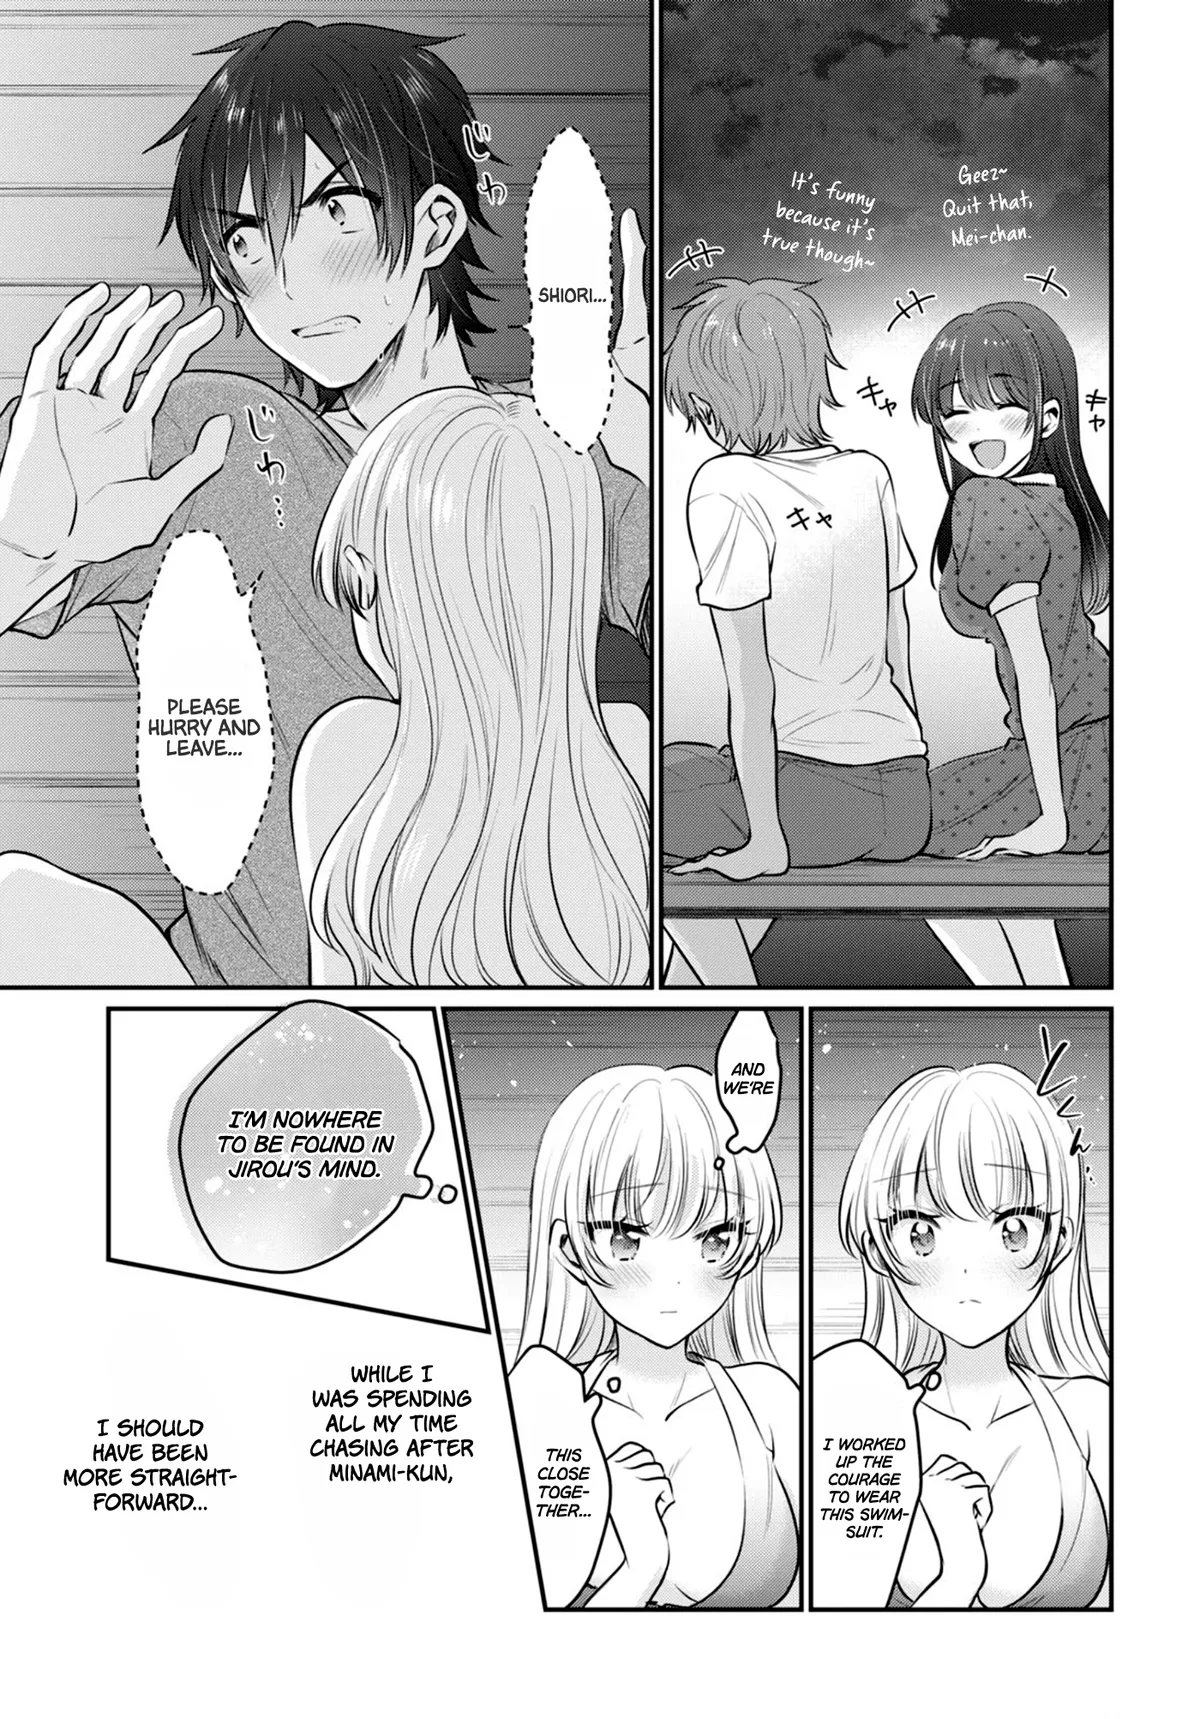 Geez~
Quit that,
Mei-chan.
It's funny
because it's
true though~
キャ
キャ
キャ
SHIORI...
じわ
じわ…
PLEASE
HURRY AND
LEAVE...
I WORKED
UP THE
COURAGE
TO WEAR
THIS SWIM-
SUIT.
AND
WE'RE
THIS
CLOSE
TOGE-
THER...
I'M NOWHERE
TO BE FOUND IN
JIROU'S MIND.
WHILE I
WAS SPENDING
ALL MY TIME
CHASING AFTER
MINAMI-KUN,
I SHOULD
HAVE BEEN
MORE STRAIGHT-
FORWARD...